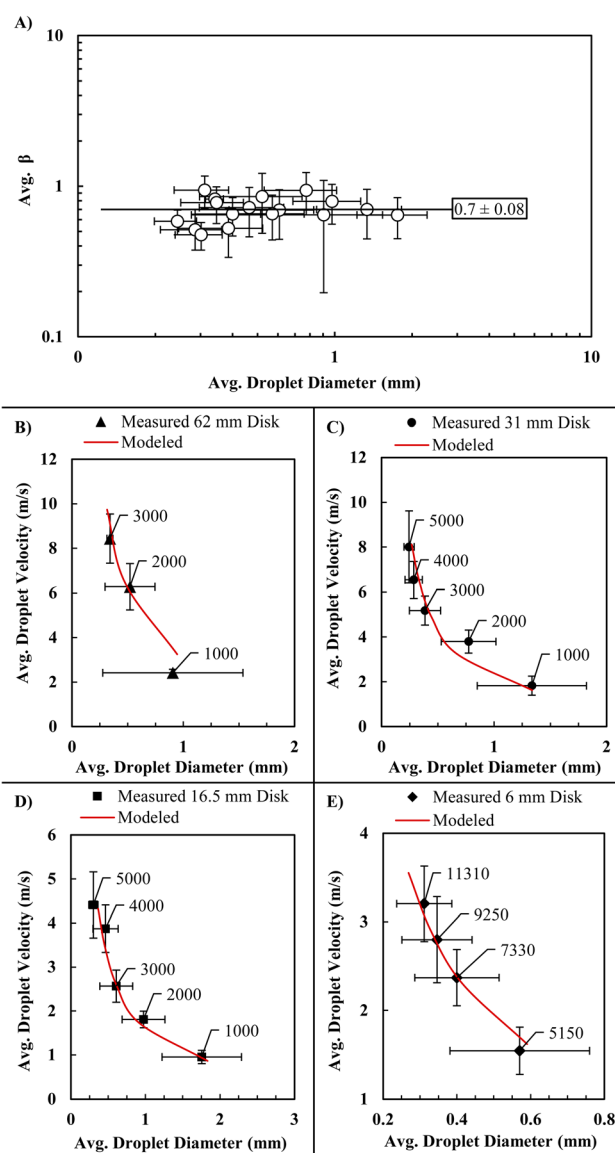 A)
10
1
0.1
Avg. β
0.7 ± 0.08
0
1
10
Avg. Droplet Diameter (mm)
B)
Measured 62 mm Disk
Modeled
12
10
8
6
4
2
0
Avg. Droplet Velocity (m/s)
3000
2000
1000
0
1
2
Avg. Droplet Diameter (mm)
C)
Measured 31 mm Disk
Modeled
12
10
8
6
4
2
0
Avg. Droplet Velocity (m/s)
5000
4000
3000
2000
1000
0
1
2
Avg. Droplet Diameter (mm)
D)
Measured 16.5 mm Disk
Modeled
6
5
4
3
2
1
0
Avg. Droplet Velocity (m/s)
5000
4000
3000
2000
1000
0
1
2
3
Avg. Droplet Diameter (mm)
E)
Measured 6 mm Disk
Modeled
4
3
2
1
Avg. Droplet Velocity (m/s)
11310
9250
7330
5150
0.2
0.4
0.6
0.8
Avg. Droplet Diameter (mm)